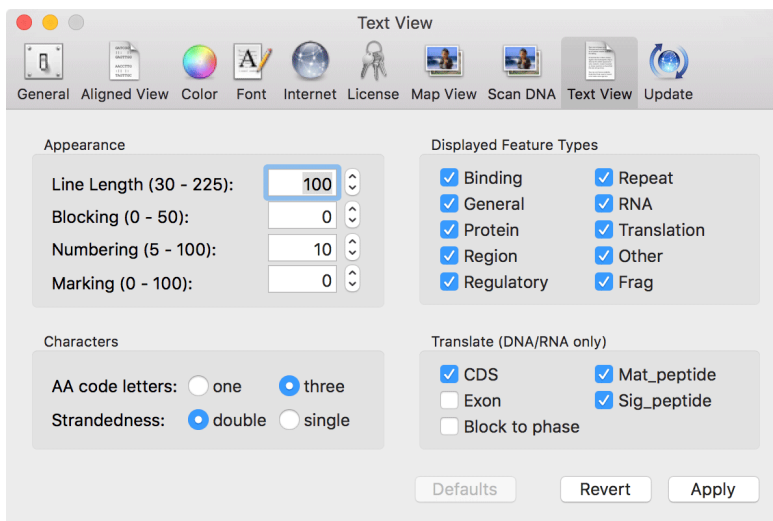 Text View
General Aligned View Color Font Internet License Map View Scan DNA Text View Update
Appearance
Line Length (30 - 225): 100
Blocking (0 - 50): 0
Numbering (5 - 100): 10
Marking (0 - 100): 0
Displayed Feature Types
Binding Repeat
General RNA
Protein Translation
Region Other
Regulatory Frag
Characters
AA code letters: one three
Strandedness: double single
Translate (DNA/RNA only)
CDS Mat_peptide
Exon Sig_peptide
Block to phase
Defaults Revert Apply